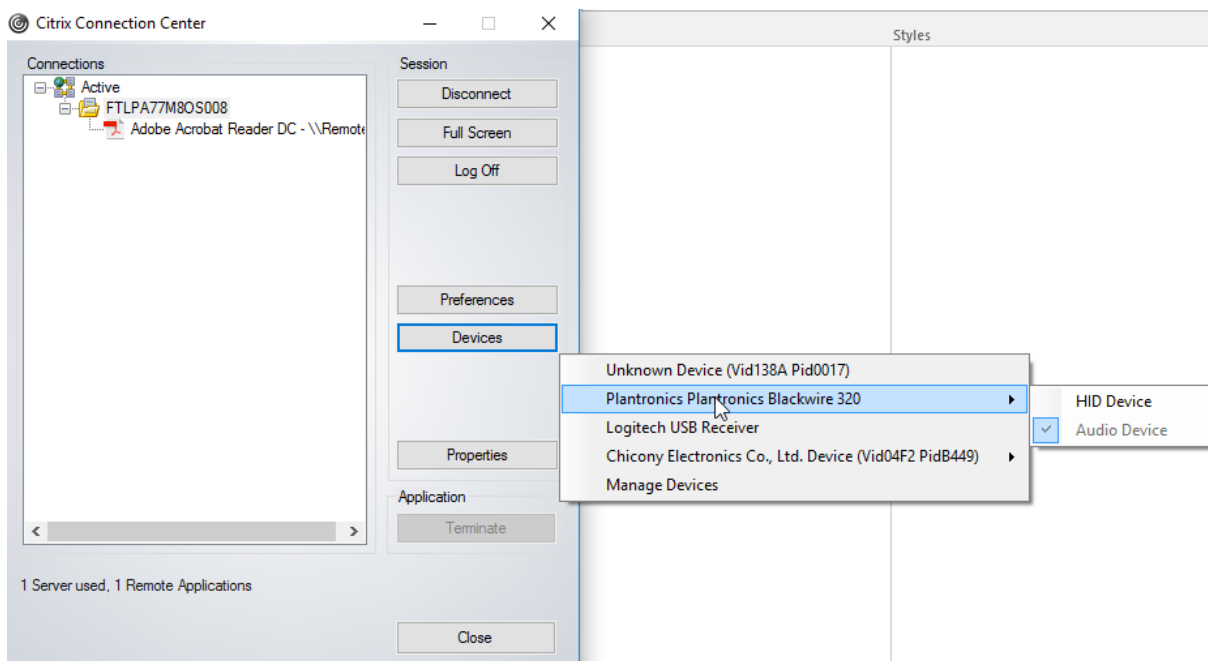 Citrix Connection Center
Styles
Connections
Active
FTLPA77M8OS008
Adobe Acrobat Reader DC - \\Remote
Session
Disconnect
Full Screen
Log Off
Preferences
Devices
Properties
Application
Terminate
Unknown Device (Vid138A Pid0017)
Plantronics Plantronics Blackwire 320
Logitech USB Receiver
Chicony Electronics Co., Ltd. Device (Vid04F2 PidB449)
Manage Devices
HID Device
Audio Device
1 Server used, 1 Remote Applications
Close